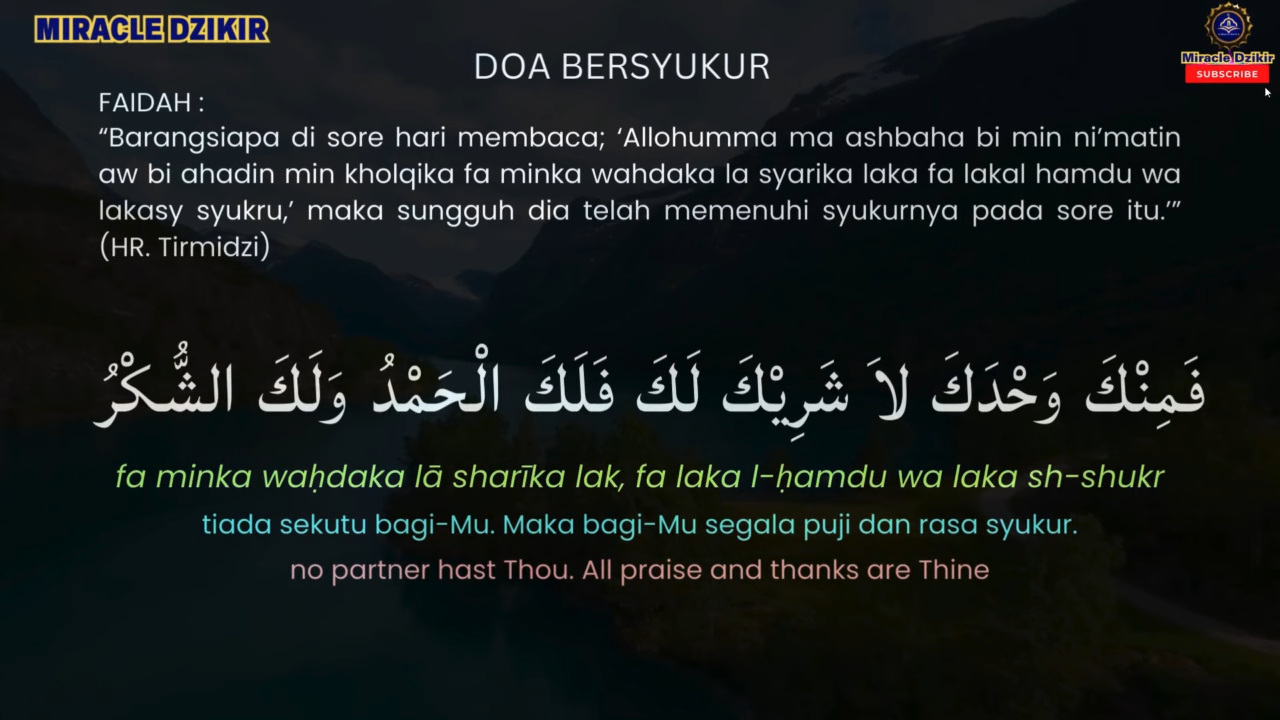 MIRACLE DZIKIR
Miracle Dzikir
SUBSCRIBE
DOA BERSYUKUR
FAIDAH :
“Barangsiapa di sore hari membaca; ‘Allohumma ma ashbaha bi min ni’matin
aw bi ahadin min kholqika fa minka wahdaka la syarika laka fa lakal hamdu wa
lakasy syukru,’ maka sungguh dia telah memenuhi syukurnya pada sore itu.’”
(HR. Tirmidzi)
فَمِنْكَ وَحْدَكَ لاَ شَرِيْكَ لَكَ فَلَكَ الْحَمْدُ وَلَكَ الشُّكْرُ
fa minka waḥdaka lā sharīka lak, fa laka l-ḥamdu wa laka sh-shukr
tiada sekutu bagi-Mu. Maka bagi-Mu segala puji dan rasa syukur.
no partner hast Thou. All praise and thanks are Thine